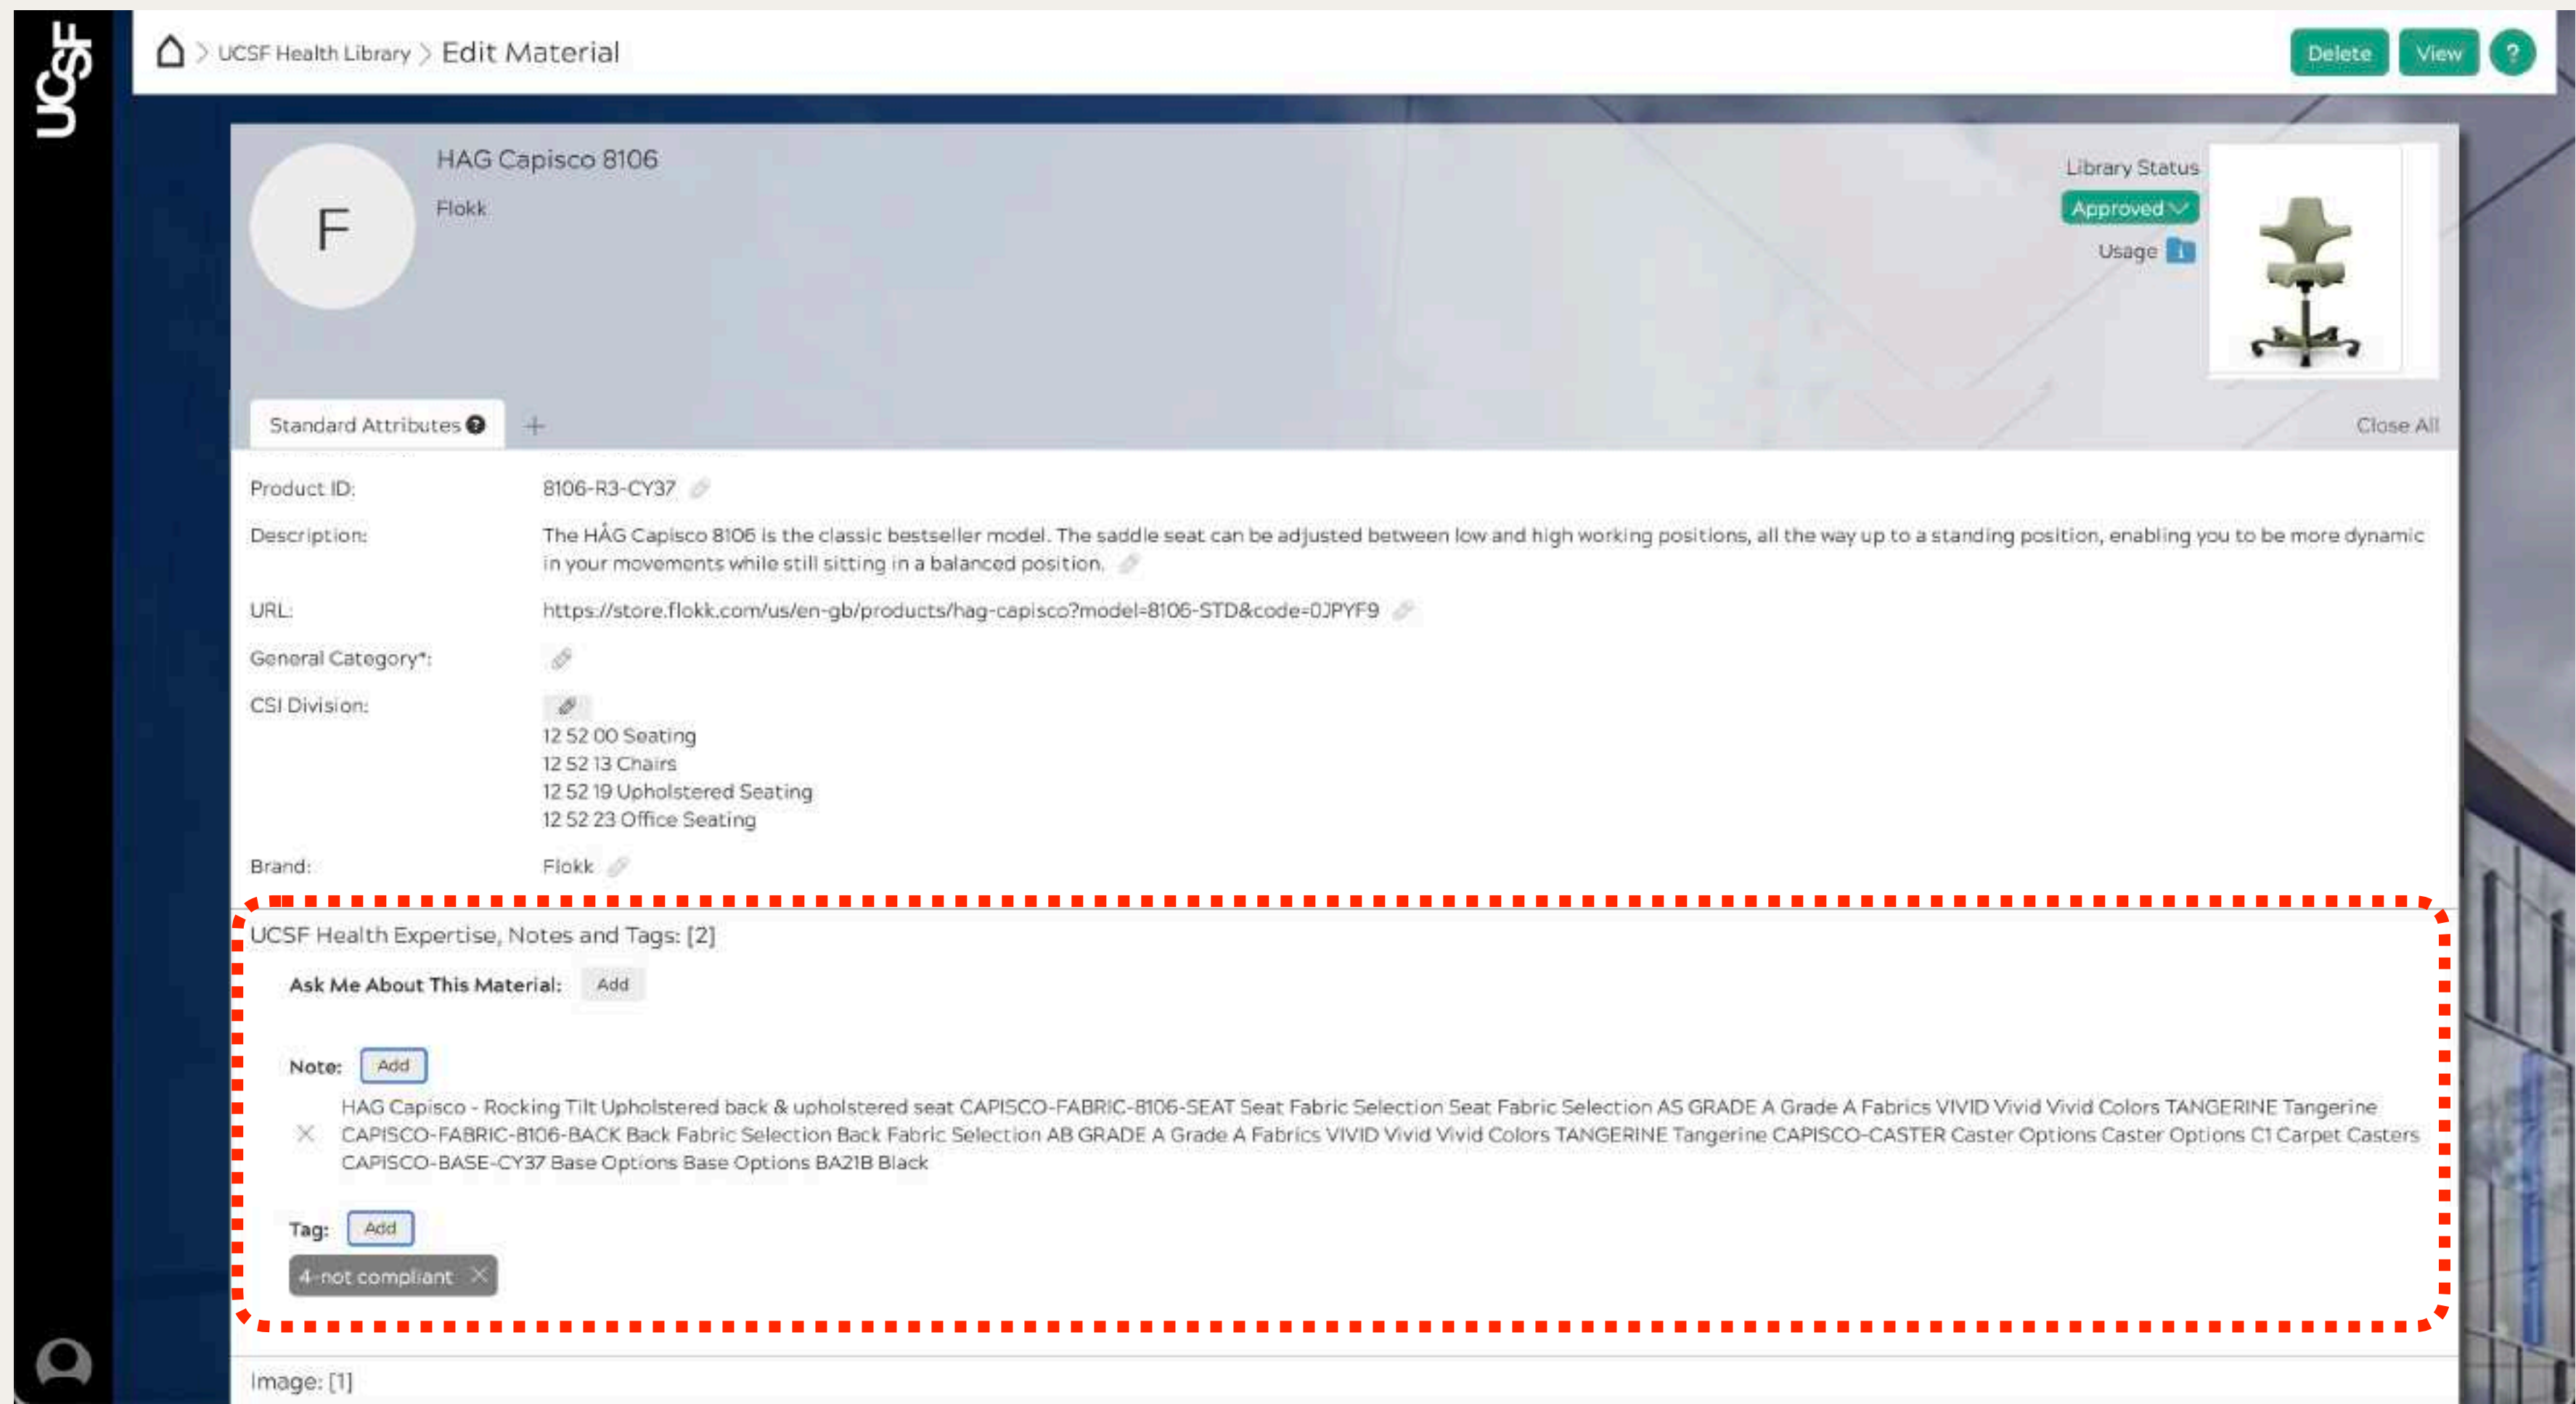 UCSF
> UCSF Health Library > Edit Material
Delete
View
?
HAG Capisco 8106
Flokk
F
Library Status
Approved
Usage
Standard Attributes ?
+
Close All
Product ID:
8106-R3-CY37
Description:
The HÅG Capisco 8106 is the classic bestseller model. The saddle seat can be adjusted between low and high working positions, all the way up to a standing position, enabling you to be more dynamic
in your movements while still sitting in a balanced position.
URL:
https://store.flokk.com/us/en-gb/products/hag-capisco?model=8106-STD&code=0JPYF9
General Category*:
CSI Division:
12 52 00 Seating
12 52 13 Chairs
12 52 19 Upholstered Seating
12 52 23 Office Seating
Brand:
Flokk
UCSF Health Expertise, Notes and Tags: [2]
Ask Me About This Material: Add
Note: Add
HAG Capisco - Rocking Tilt Upholstered back & upholstered seat CAPISCO-FABRIC-8106-SEAT Seat Fabric Selection Seat Fabric Selection AS GRADE A Grade A Fabrics VIVID Vivid Vivid Colors TANGERINE Tangerine
CAPISCO-FABRIC-8106-BACK Back Fabric Selection Back Fabric Selection AB GRADE A Grade A Fabrics VIVID Vivid Vivid Colors TANGERINE Tangerine CAPISCO-CASTER Caster Options Caster Options C1 Carpet Casters
CAPISCO-BASE-CY37 Base Options Base Options BA21B Black
Tag: Add
4-not compliant
Image: [1]